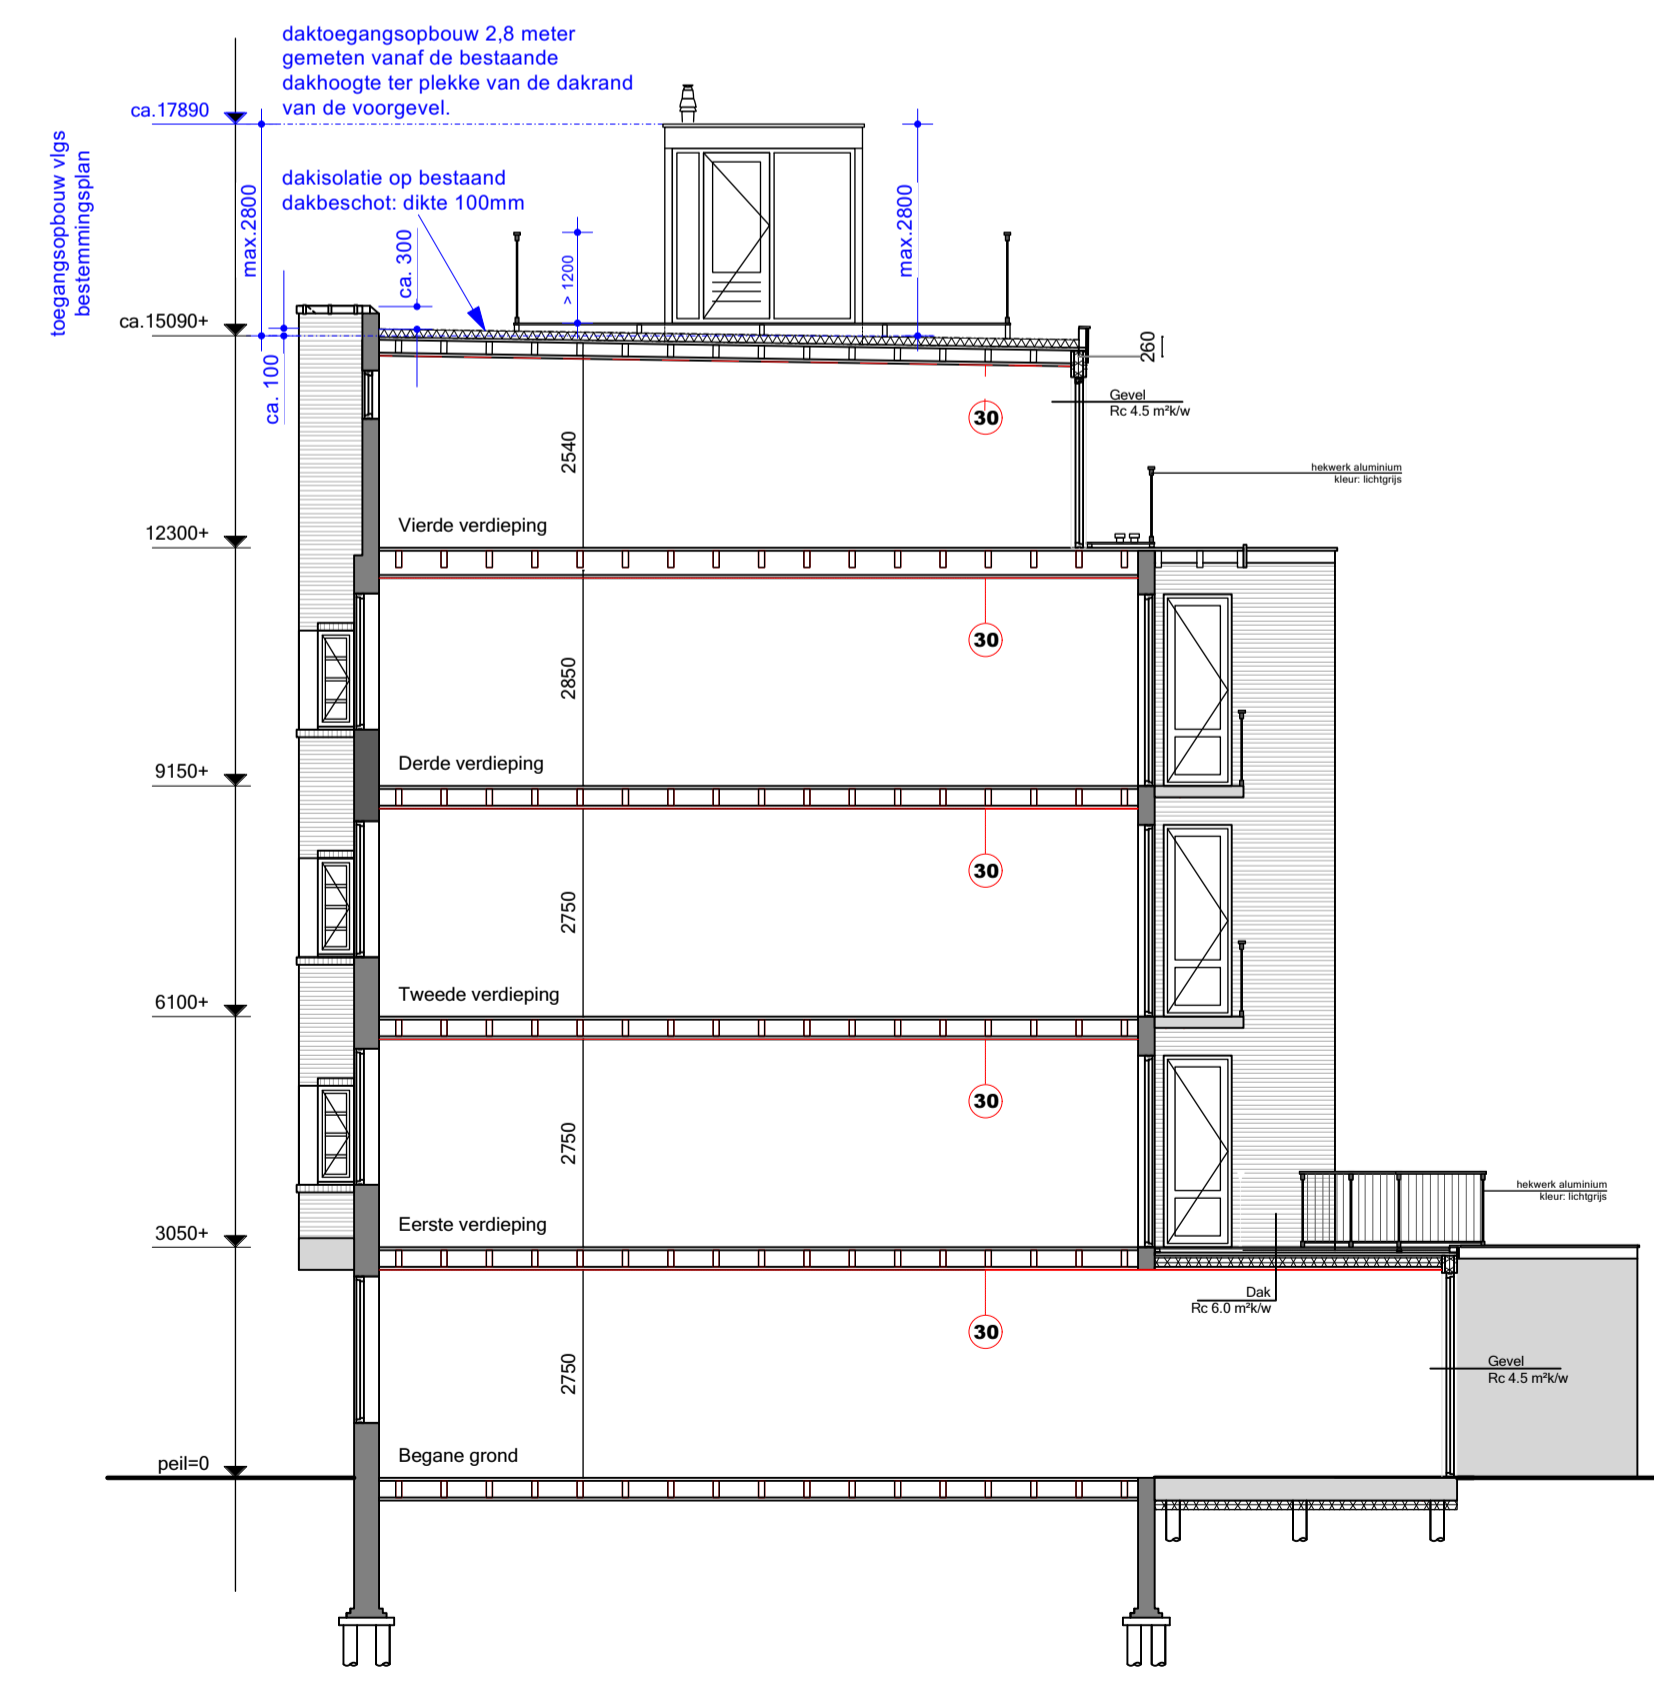 daktoegangsopbouw 2,8 meter
gemeten vanaf de bestaande
dakhoogte ter plekke van de dakrand
van de voorgevel.
ca.17890
toegangsopbouw vlgs
bestemmingsplan
max.2800
dakisolatie op bestaand
dakbeschot: dikte 100mm
ca. 300
> 1200
max.2800
ca.15090+
ca. 100
260
Gevel
Rc 4.5 m²k/w
30
2540
hekwerk aluminium
kleur: lichtgrijs
Vierde verdieping
12300+
30
2850
Derde verdieping
9150+
30
2750
Tweede verdieping
6100+
30
2750
hekwerk aluminium
kleur: lichtgrijs
Eerste verdieping
3050+
Dak
Rc 6.0 m²k/w
30
2750
Gevel
Rc 4.5 m²k/w
Begane grond
peil=0